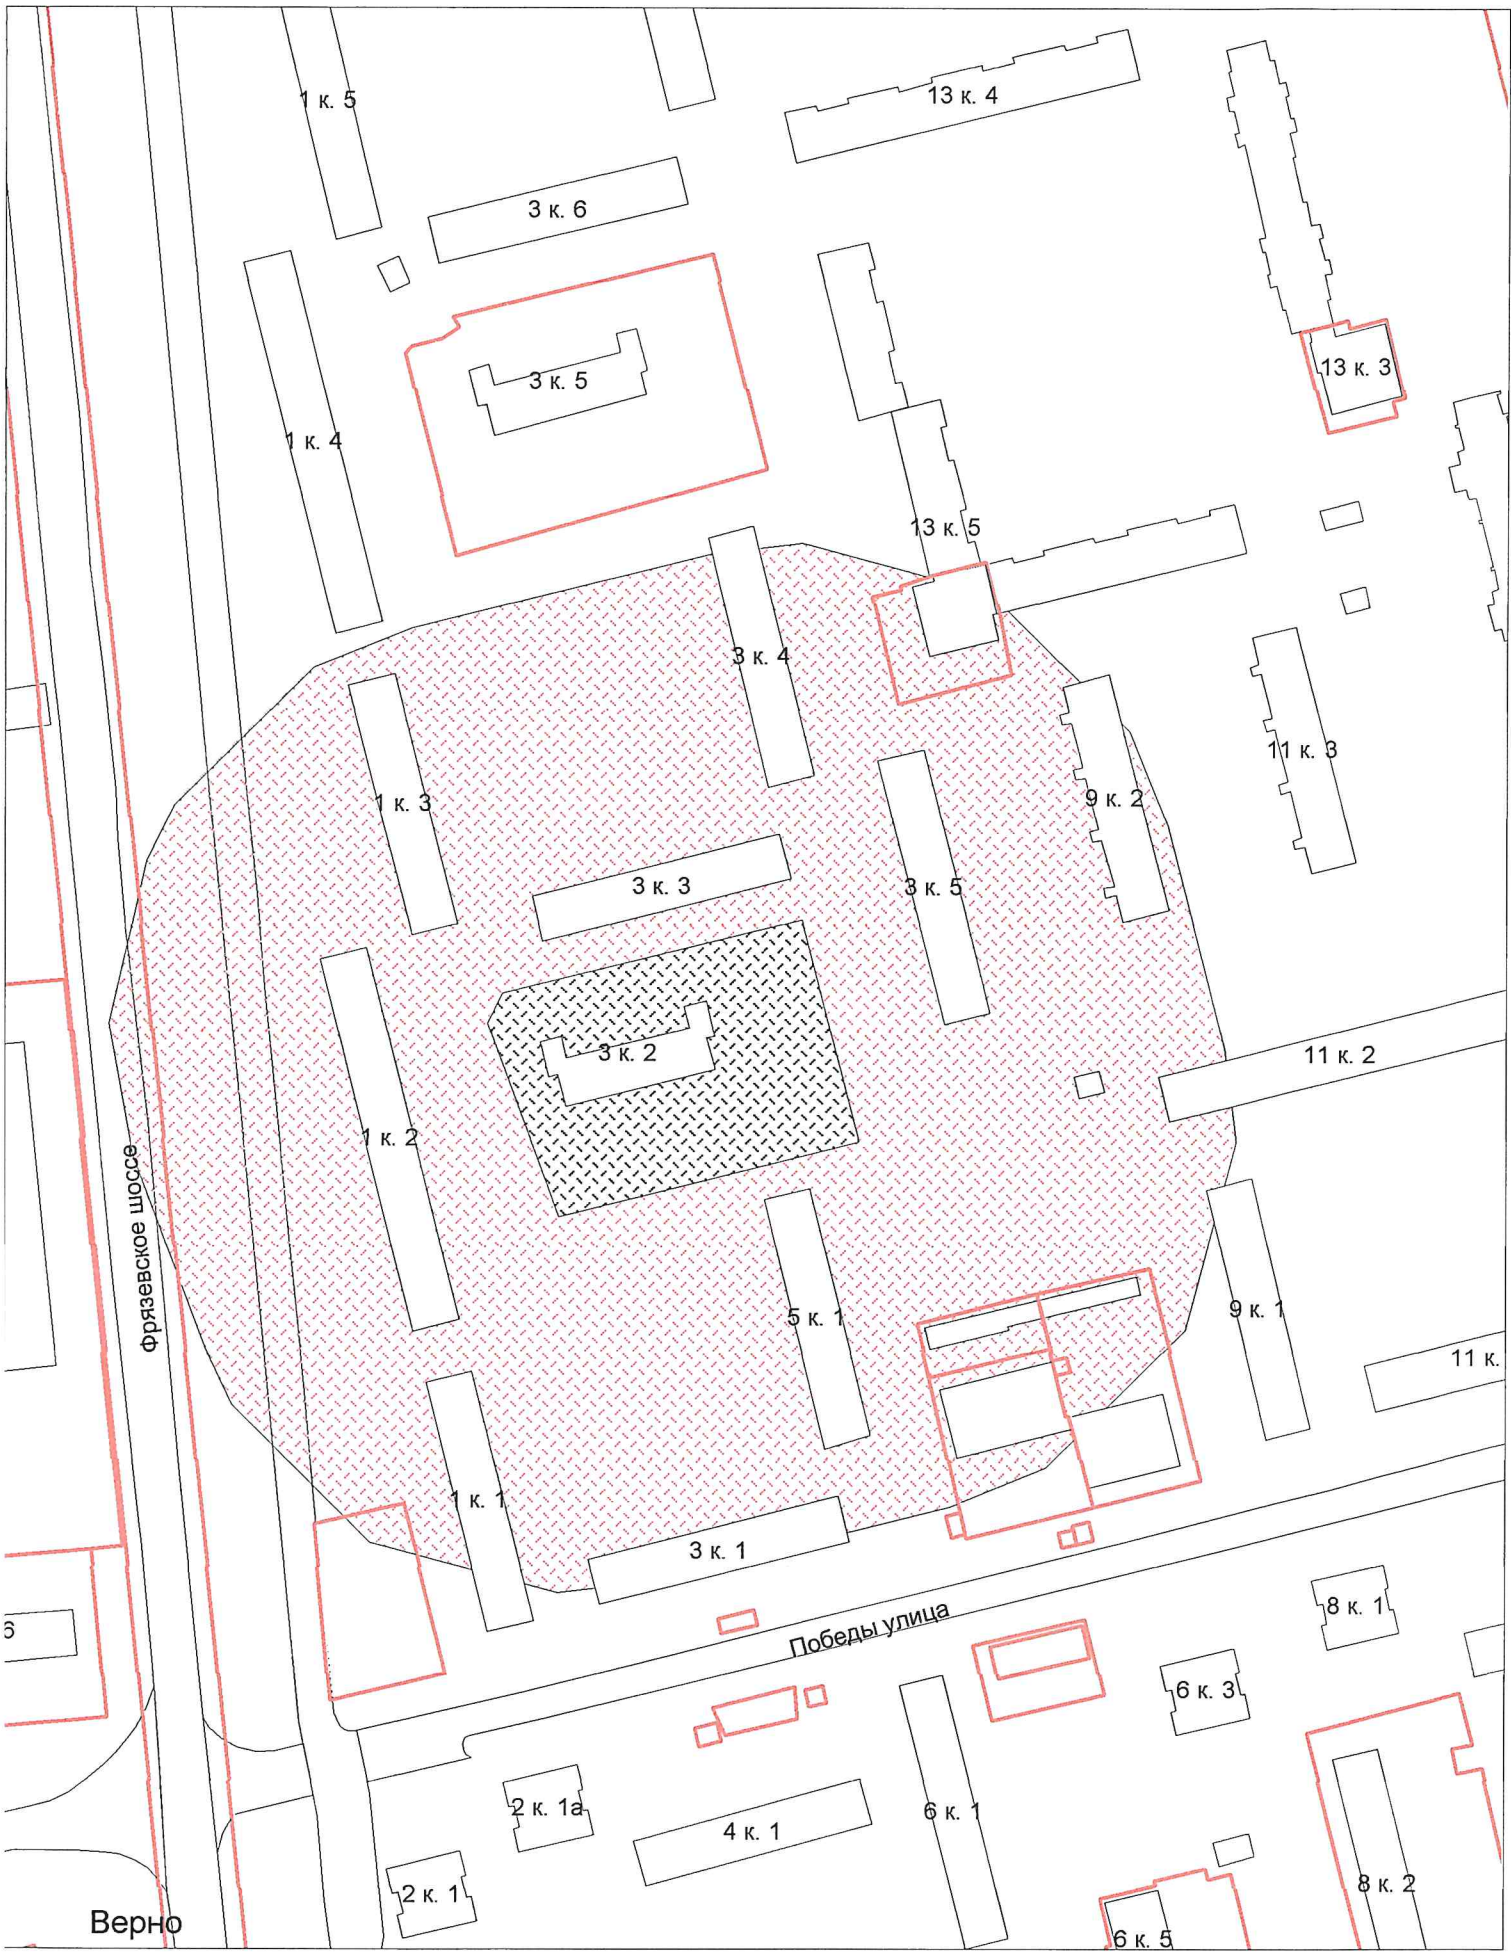 1 к. 5
13 к. 4
3 к. 6
13 к. 3
3 к. 5
1 к. 4
13 к. 5
3 к. 4
11 к. 3
1 к. 3
9 к. 2
3 к. 3
3 к. 5
3 к. 2
11 к. 2
1 к. 2
Фрязевское шоссе
9 к. 1
5 к. 1
11 к.
1 к. 1
3 к. 1
8 к. 1
6
Победы улица
6 к. 3
2 к. 1а
6 к. 1
4 к. 1
8 к. 2
2 к. 1
Верно
6 к. 5